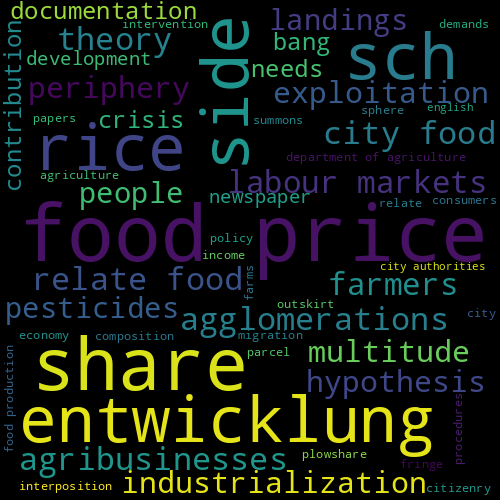 documentation
intervention
landings
demands
theory
side
bang
sch
development
needs
contribution
periphery
exploitation
papers
crisis
summons
sphere
english
rice
city food
department of agriculture
agriculture
people
newspaper
labour markets
relate
consumers
food price
policy
income
relate food
farms
city authorities
farmers
pesticides
outskirt
agglomerations
city
economy
composition
migration
share
parcel
multitude
food production
hypothesis
entwicklung
procedures
agribusinesses
plowshare
fringe
interposition
industrialization
citizenry